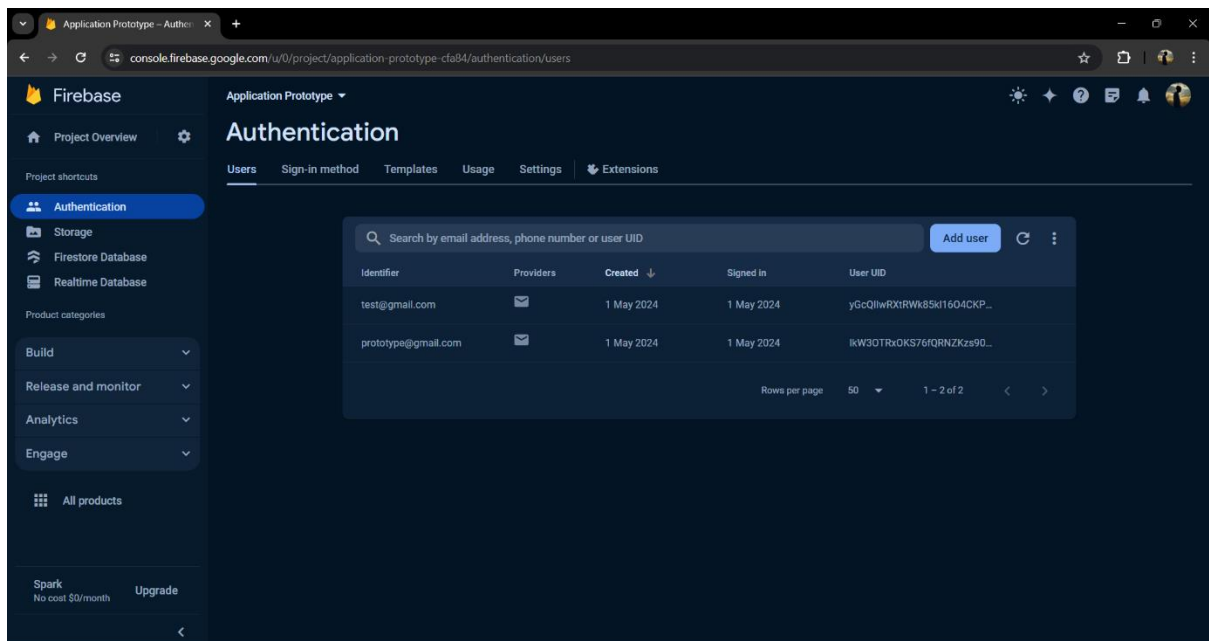 Application Prototype – Authen
console.firebase.google.com/u/0/project/application-prototype-cfa84/authentication/users
Firebase
Project Overview
Project shortcuts
Authentication
Storage
Firestore Database
Realtime Database
Product categories
Build
Release and monitor
Analytics
Engage
All products
Spark
No cost $0/month
Upgrade
Application Prototype
Authentication
Users Sign-in method Templates Usage Settings Extensions
Search by email address, phone number or user UID
Add user
Identifier Providers Created Signed in User UID
test@gmail.com 1 May 2024 1 May 2024
prototype@gmail.com 1 May 2024 1 May 2024
Rows per page 50 1 – 2 of 2